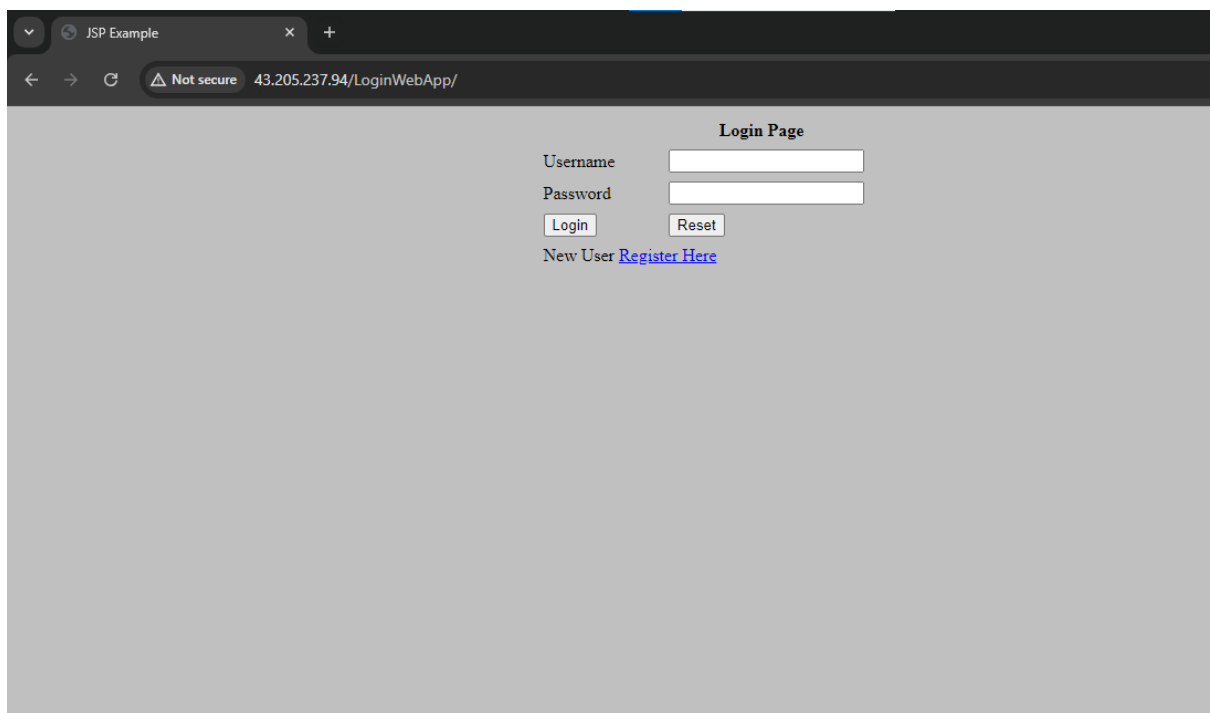 JSP Example
Not secure 43.205.237.94/LoginWebApp/
Login Page
Username
Password
Login Reset
New User Register Here